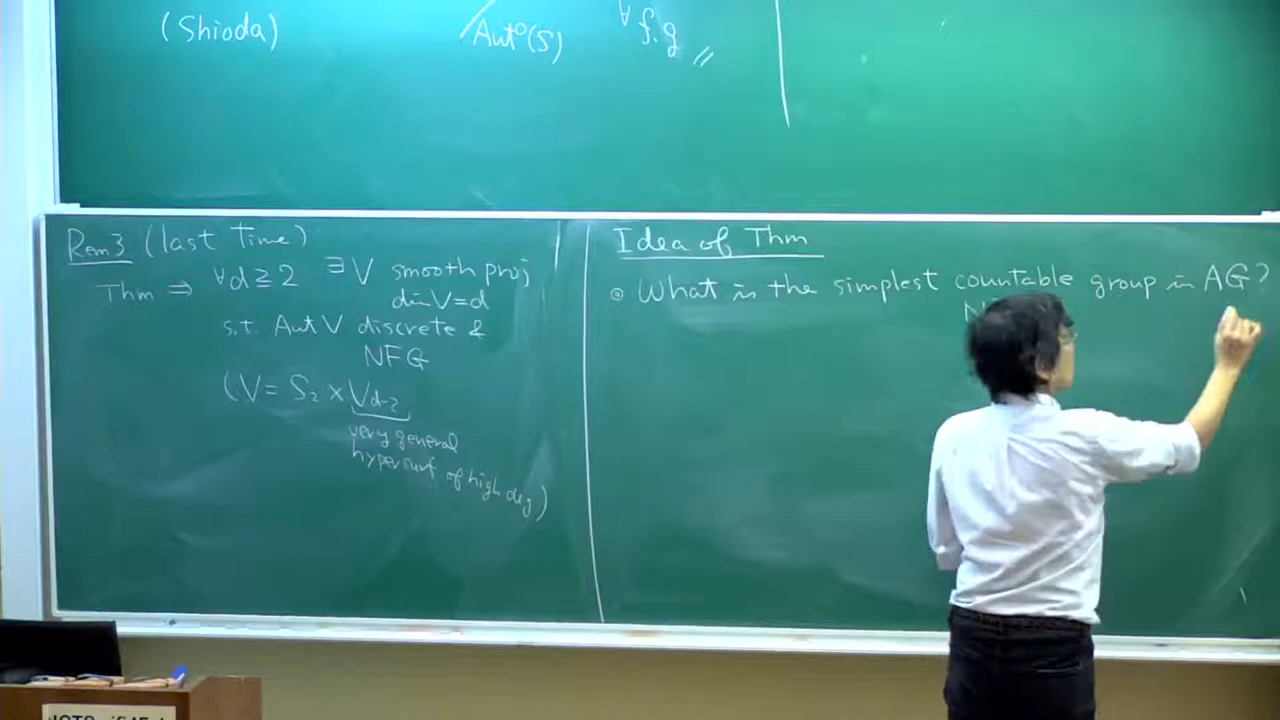 (Shioda)
Aut⁰(S) ∀f.g
Rem3 (last Time)
Thm ⇒ ∀d≥2 ∃V smooth proj
dim V=d
s.t. Aut V discrete &
NFG
(V= S₂ × V_{d-2}
very general
hypersurf of high deg)
Idea of Thm
What is the simplest countable group in AG?
N